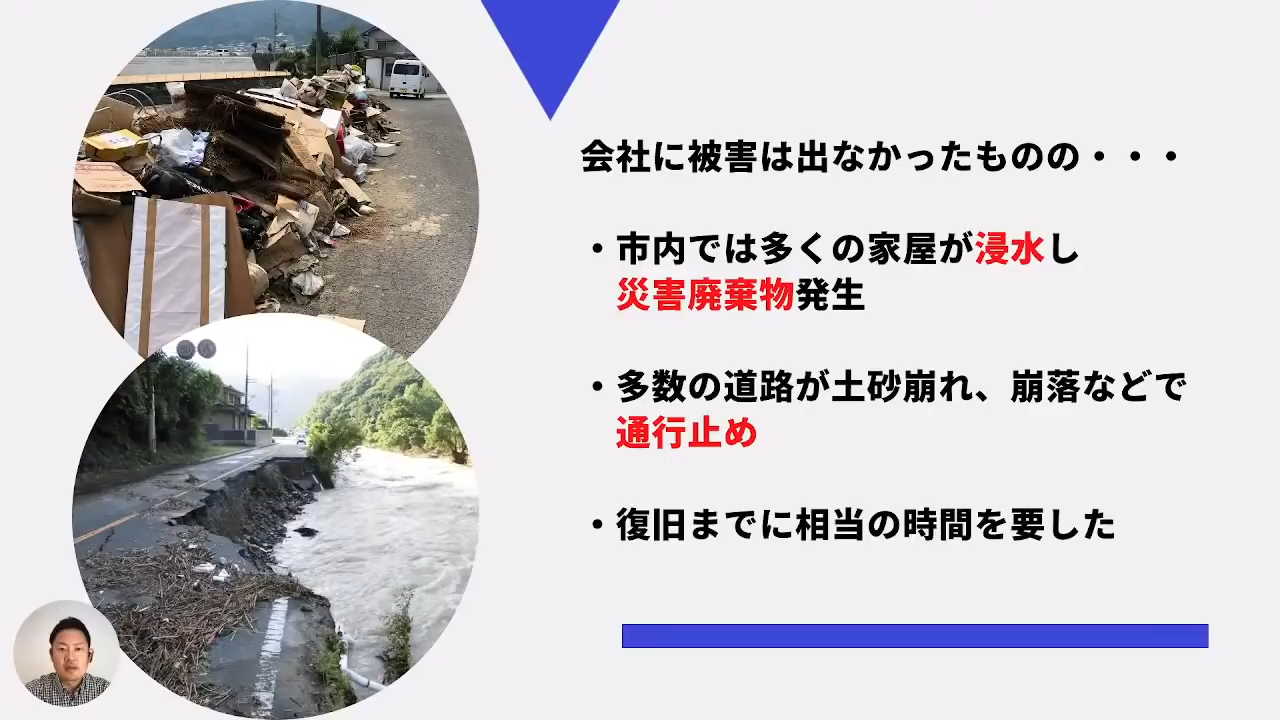 会社に被害は出なかったものの・・・
・市内では多くの家屋が浸水し
災害廃棄物発生
・多数の道路が土砂崩れ、崩落などで
通行止め
・復旧までに相当の時間を要した